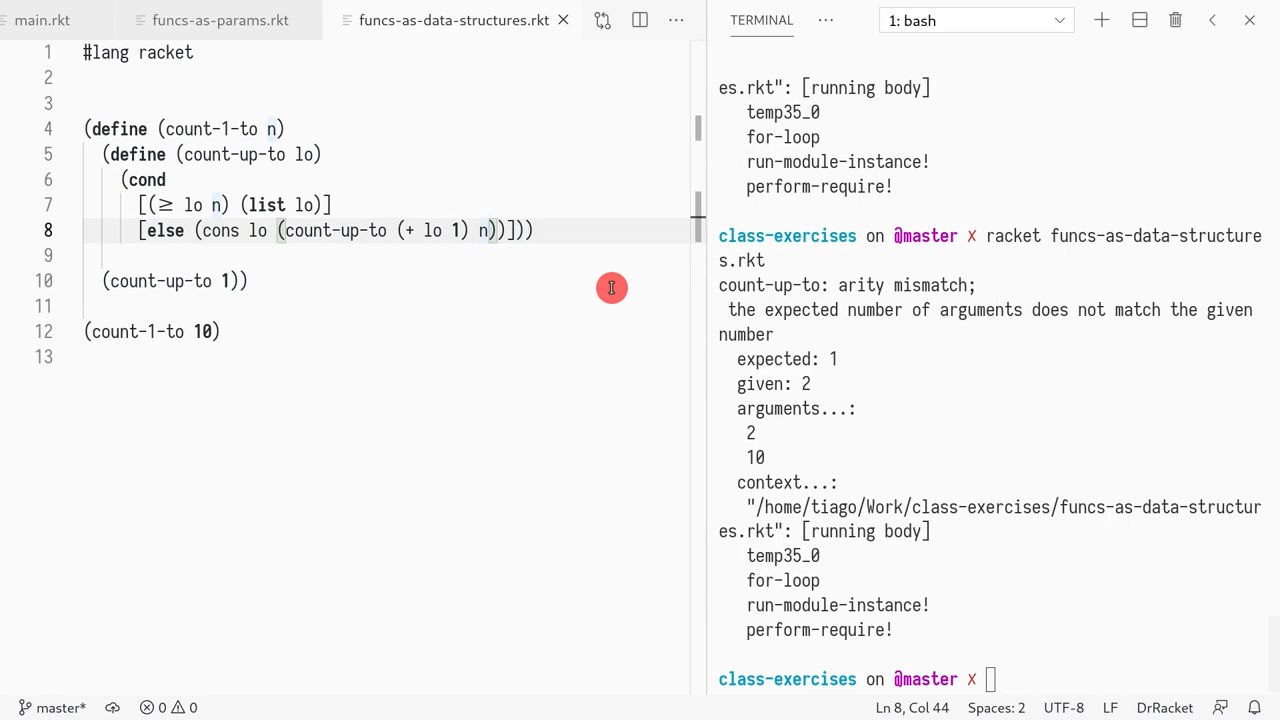 main.rkt funcs-as-params.rkt funcs-as-data-structures.rkt
1 #lang racket
2
3
4 (define (count-1-to n)
5 (define (count-up-to lo)
6 (cond
7 [(≥ lo n) (list lo)]
8 [else (cons lo (count-up-to (+ lo 1) n))]))
9
10 (count-up-to 1))
11
12 (count-1-to 10)
13
TERMINAL 1: bash
es.rkt": [running body]
temp35_0
for-loop
run-module-instance!
perform-require!
class-exercises on @master ✗ racket funcs-as-data-structure
s.rkt
count-up-to: arity mismatch;
the expected number of arguments does not match the given
number
expected: 1
given: 2
arguments...:
2
10
context...:
"/home/tiago/Work/class-exercises/funcs-as-data-structur
es.rkt": [running body]
temp35_0
for-loop
run-module-instance!
perform-require!
class-exercises on @master ✗
master* 0 0 Ln 8, Col 44 Spaces: 2 UTF-8 LF DrRacket